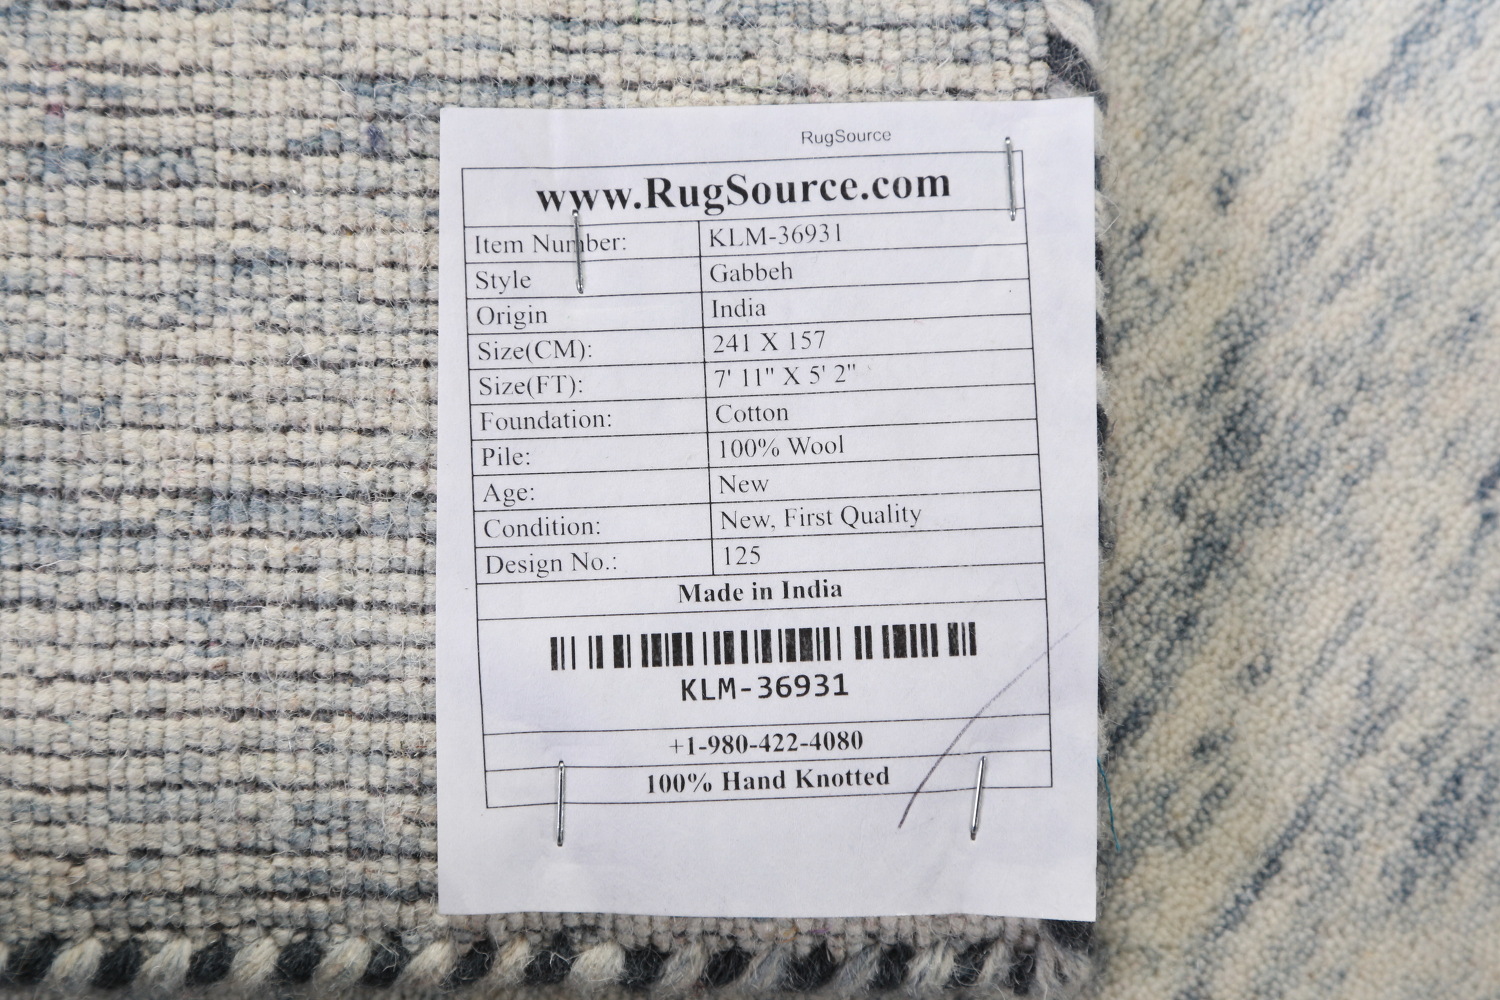 RugSource
www.RugSource.com
Item Number: KLM-36931
Style Gabbeh
Origin India
Size(CM): 241 X 157
Size(FT): 7' 11" X 5' 2"
Foundation: Cotton
Pile: 100% Wool
Age: New
Condition: New, First Quality
Design No.: 125
Made in India
KLM-36931
+1-980-422-4080
100% Hand Knotted